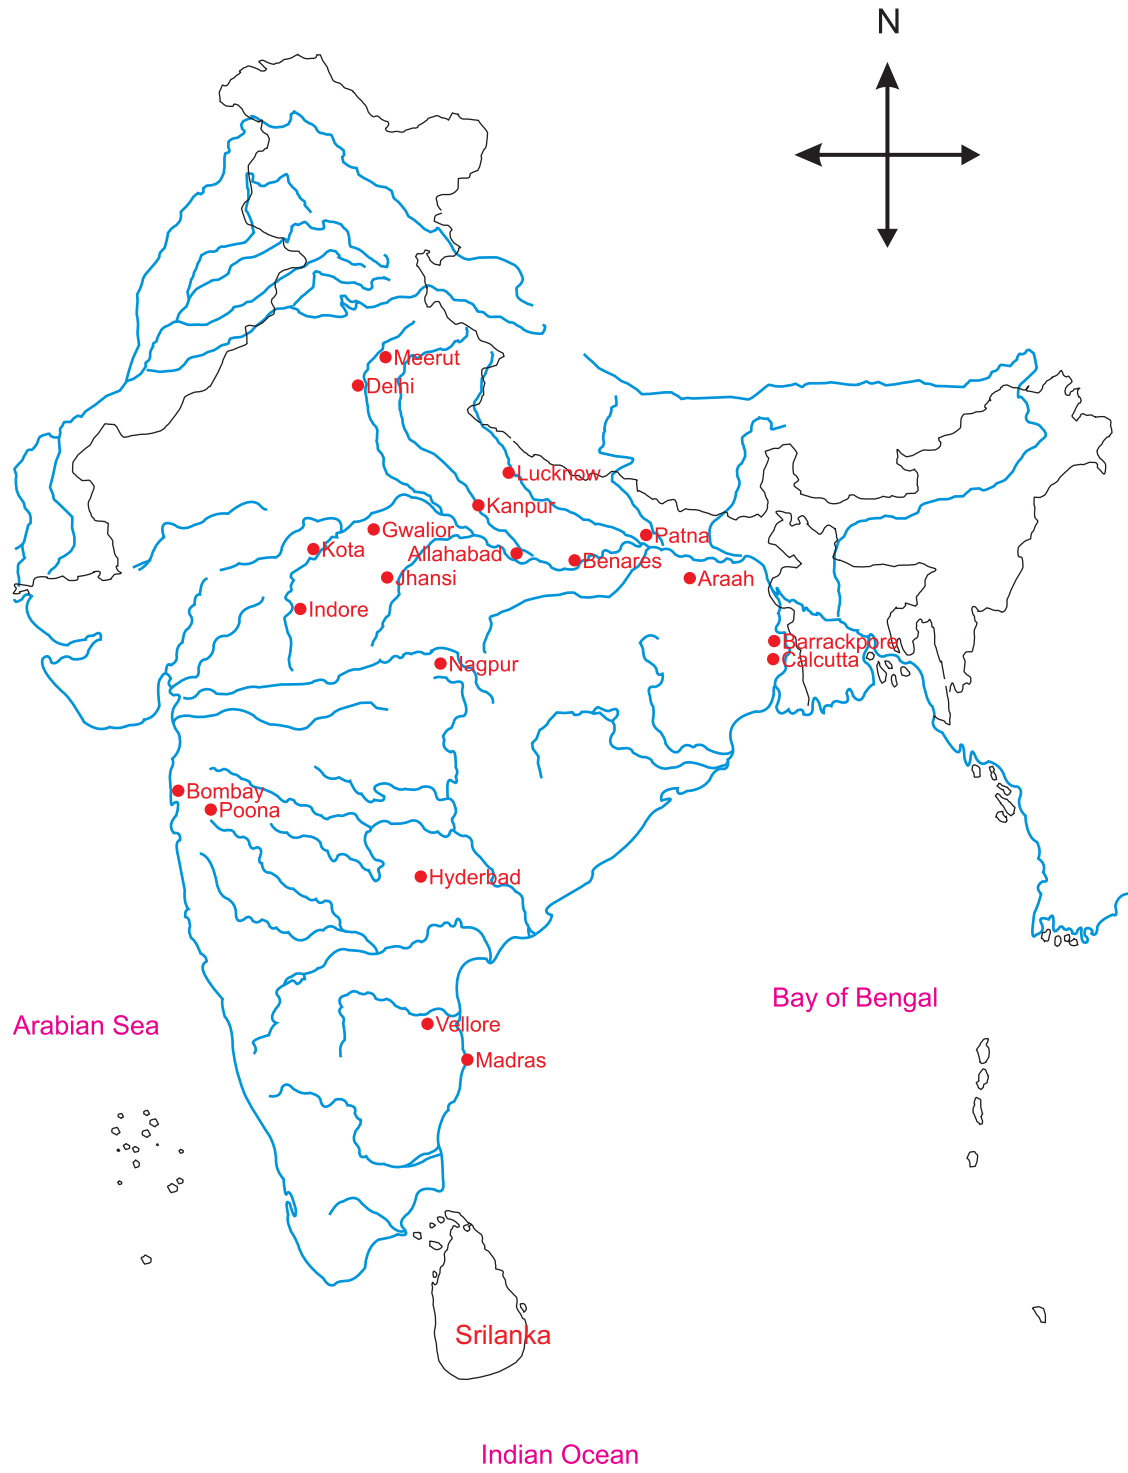 N
Meerut
Delhi
Lucknow
Kanpur
Gwalior
Patna
Kota
Allahabad
Benares
Jhansi
Araah
Indore
Barrackpore
Calcutta
Nagpur
Bombay
Poona
Hyderbad
Bay of Bengal
Arabian Sea
Vellore
Madras
Srilanka
Indian Ocean